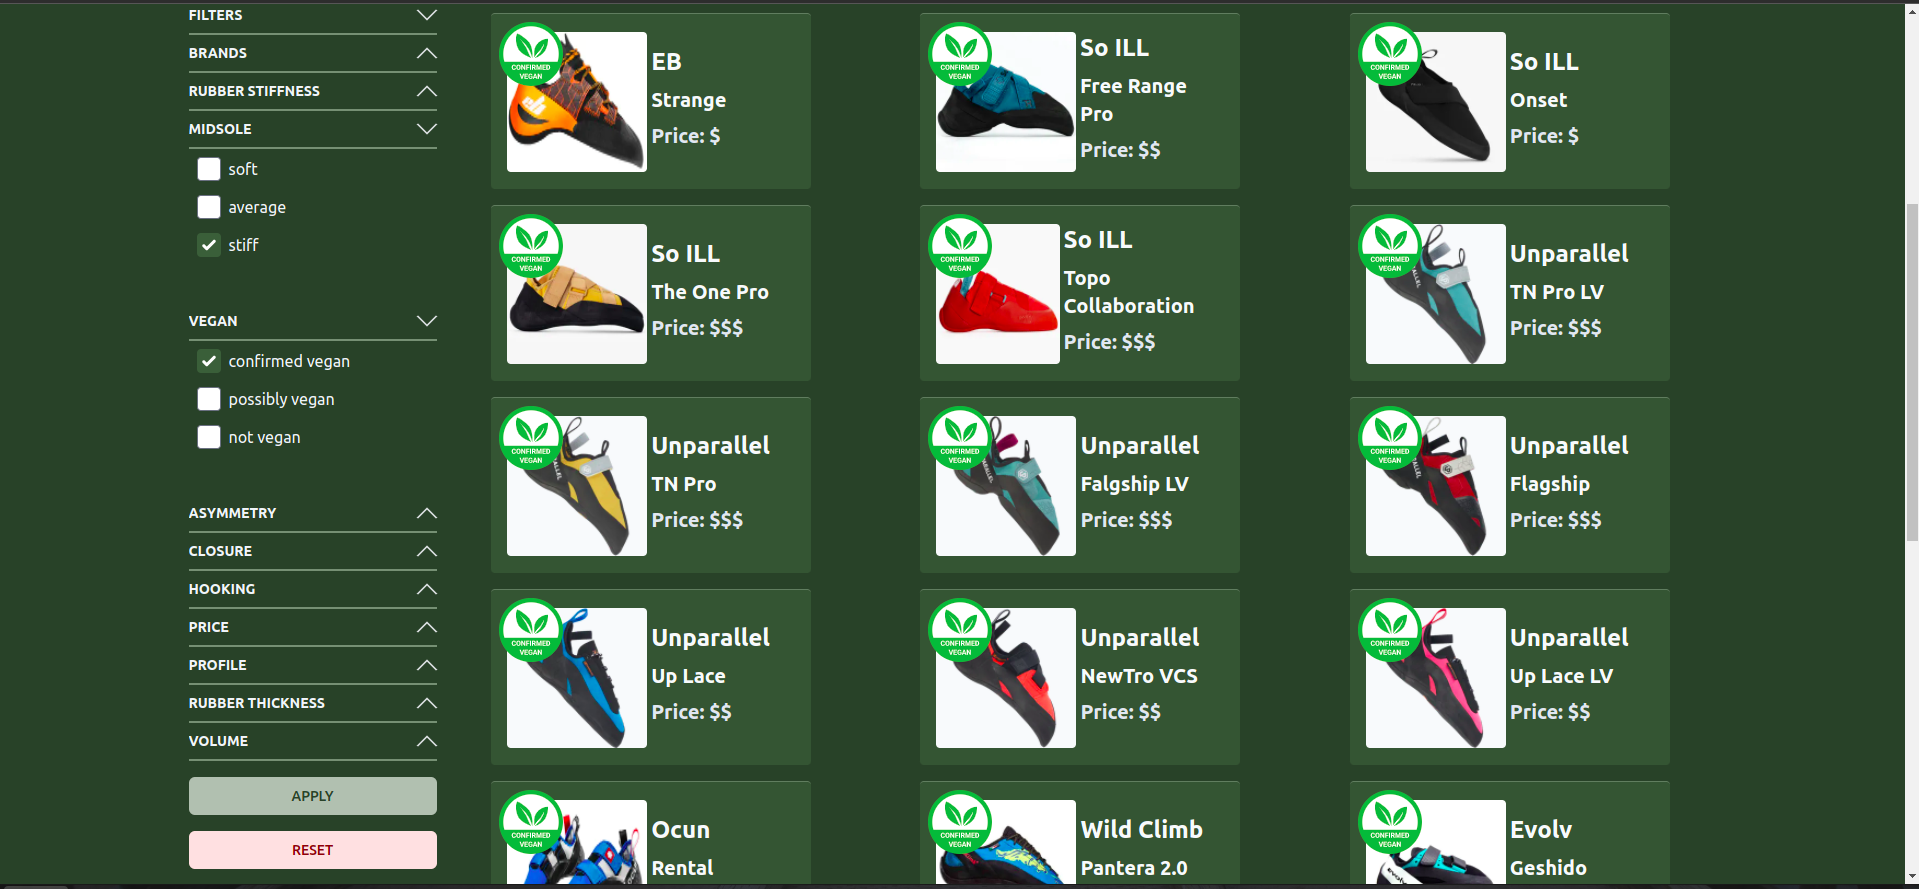 FILTERS
BRANDS
RUBBER STIFFNESS
MIDSOLE
soft
average
stiff
VEGAN
confirmed vegan
possibly vegan
not vegan
ASYMMETRY
CLOSURE
HOOKING
PRICE
PROFILE
RUBBER THICKNESS
VOLUME
APPLY
RESET
CONFIRMED
VEGAN
EB
Strange
Price: $
CONFIRMED
VEGAN
So ILL
Free Range
Pro
Price: $$
CONFIRMED
VEGAN
So ILL
Onset
Price: $
CONFIRMED
VEGAN
So ILL
The One Pro
Price: $$$
CONFIRMED
VEGAN
So ILL
Topo
Collaboration
Price: $$$
CONFIRMED
VEGAN
Unparallel
TN Pro LV
Price: $$$
CONFIRMED
VEGAN
Unparallel
TN Pro
Price: $$$
CONFIRMED
VEGAN
Unparallel
Falgship LV
Price: $$$
CONFIRMED
VEGAN
Unparallel
Flagship
Price: $$$
CONFIRMED
VEGAN
Unparallel
Up Lace
Price: $$
CONFIRMED
VEGAN
Unparallel
NewTro VCS
Price: $$
CONFIRMED
VEGAN
Unparallel
Up Lace LV
Price: $$
CONFIRMED
VEGAN
Ocun
Rental
CONFIRMED
VEGAN
Wild Climb
Pantera 2.0
CONFIRMED
VEGAN
Evolv
Geshido